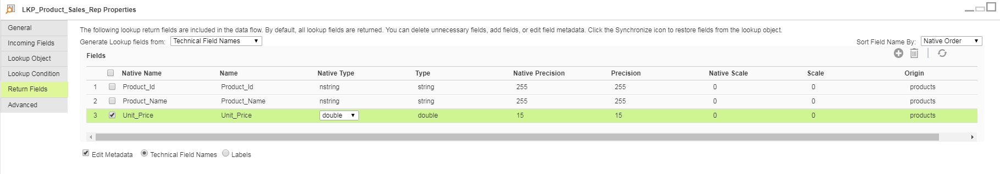 LKP_Product_Sales_Rep Properties
General
Incoming Fields
Lookup Object
Lookup Condition
Return Fields
Advanced
The following lookup return fields are included in the data flow. By default, all lookup fields are returned. You can delete unnecessary fields, add fields, or edit field metadata. Click the Synchronize icon to restore fields from the lookup object.
Generate Lookup fields from: Technical Field Names Sort Field Name By: Native Order
Fields
Native Name Name Native Type Type Native Precision Precision Native Scale Scale Origin
1 Product_Id Product_Id nstring string 255 255 0 0 products
2 Product_Name Product_Name nstring string 255 255 0 0 products
3 Unit_Price Unit_Price double double 15 15 0 0 products
Edit Metadata Technical Field Names Labels